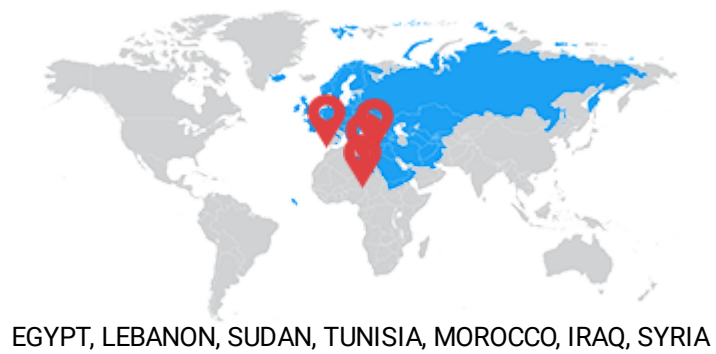 EGYPT, LEBANON, SUDAN, TUNISIA, MOROCCO, IRAQ, SYRIA